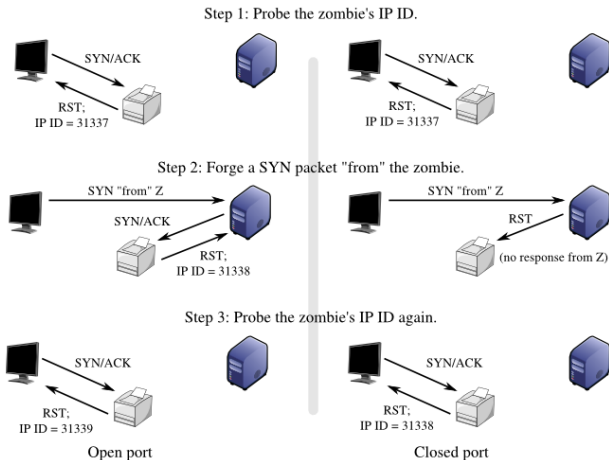 Step 1: Probe the zombie's IP ID.
SYN/ACK
RST;
IP ID = 31337
SYN/ACK
RST;
IP ID = 31337
Step 2: Forge a SYN packet "from" the zombie.
SYN "from" Z
SYN/ACK
RST;
IP ID = 31338
SYN "from" Z
RST
(no response from Z)
Step 3: Probe the zombie's IP ID again.
SYN/ACK
RST;
IP ID = 31339
Open port
SYN/ACK
RST;
IP ID = 31338
Closed port